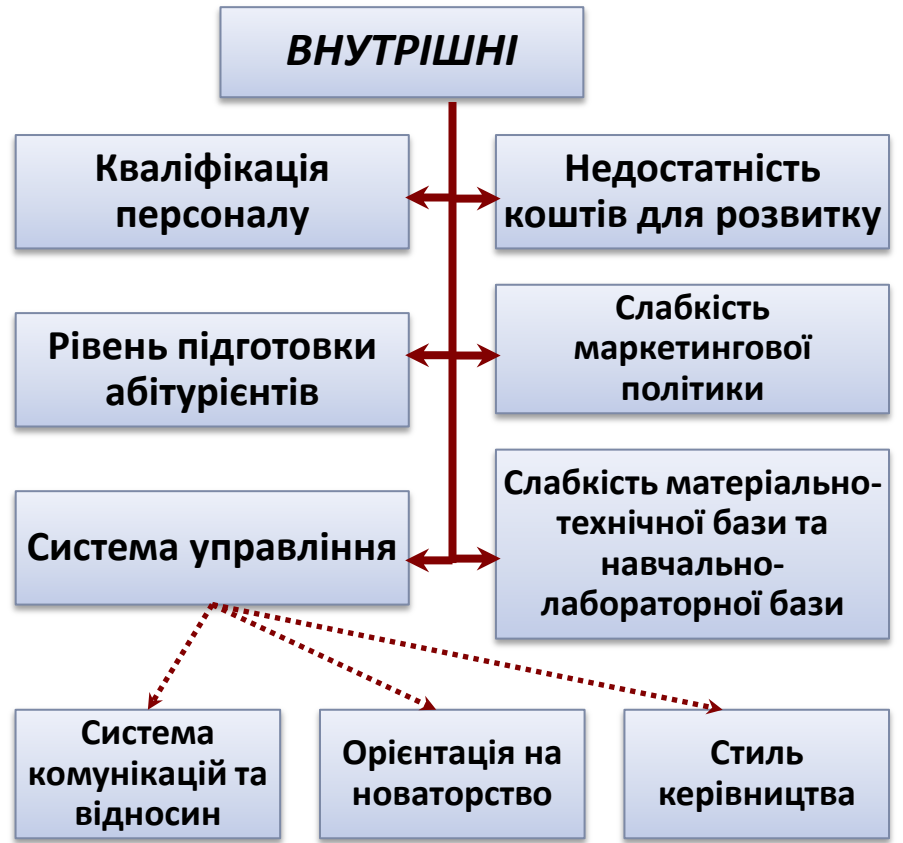 ВНУТРІШНІ
Кваліфікація
персоналу
Недостатність
коштів для розвитку
Рівень підготовки
абітурієнтів
Слабкість
маркетингової
політики
Система управління
Слабкість матеріально-
технічної бази та
навчально-
лабораторної бази
Система
комунікацій та
відносин
Орієнтація на
новаторство
Стиль
керівництва